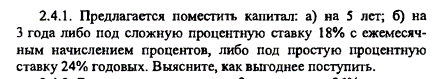 2.4.1. Предлагается поместить капитал: а) на 5 лет; б) на
3 года либо под сложную процентную ставку 18% с ежемесяч-
ным начислением процентов, либо под простую процентную
ставку 24% годовых. Выясните, как выгоднее поступить.